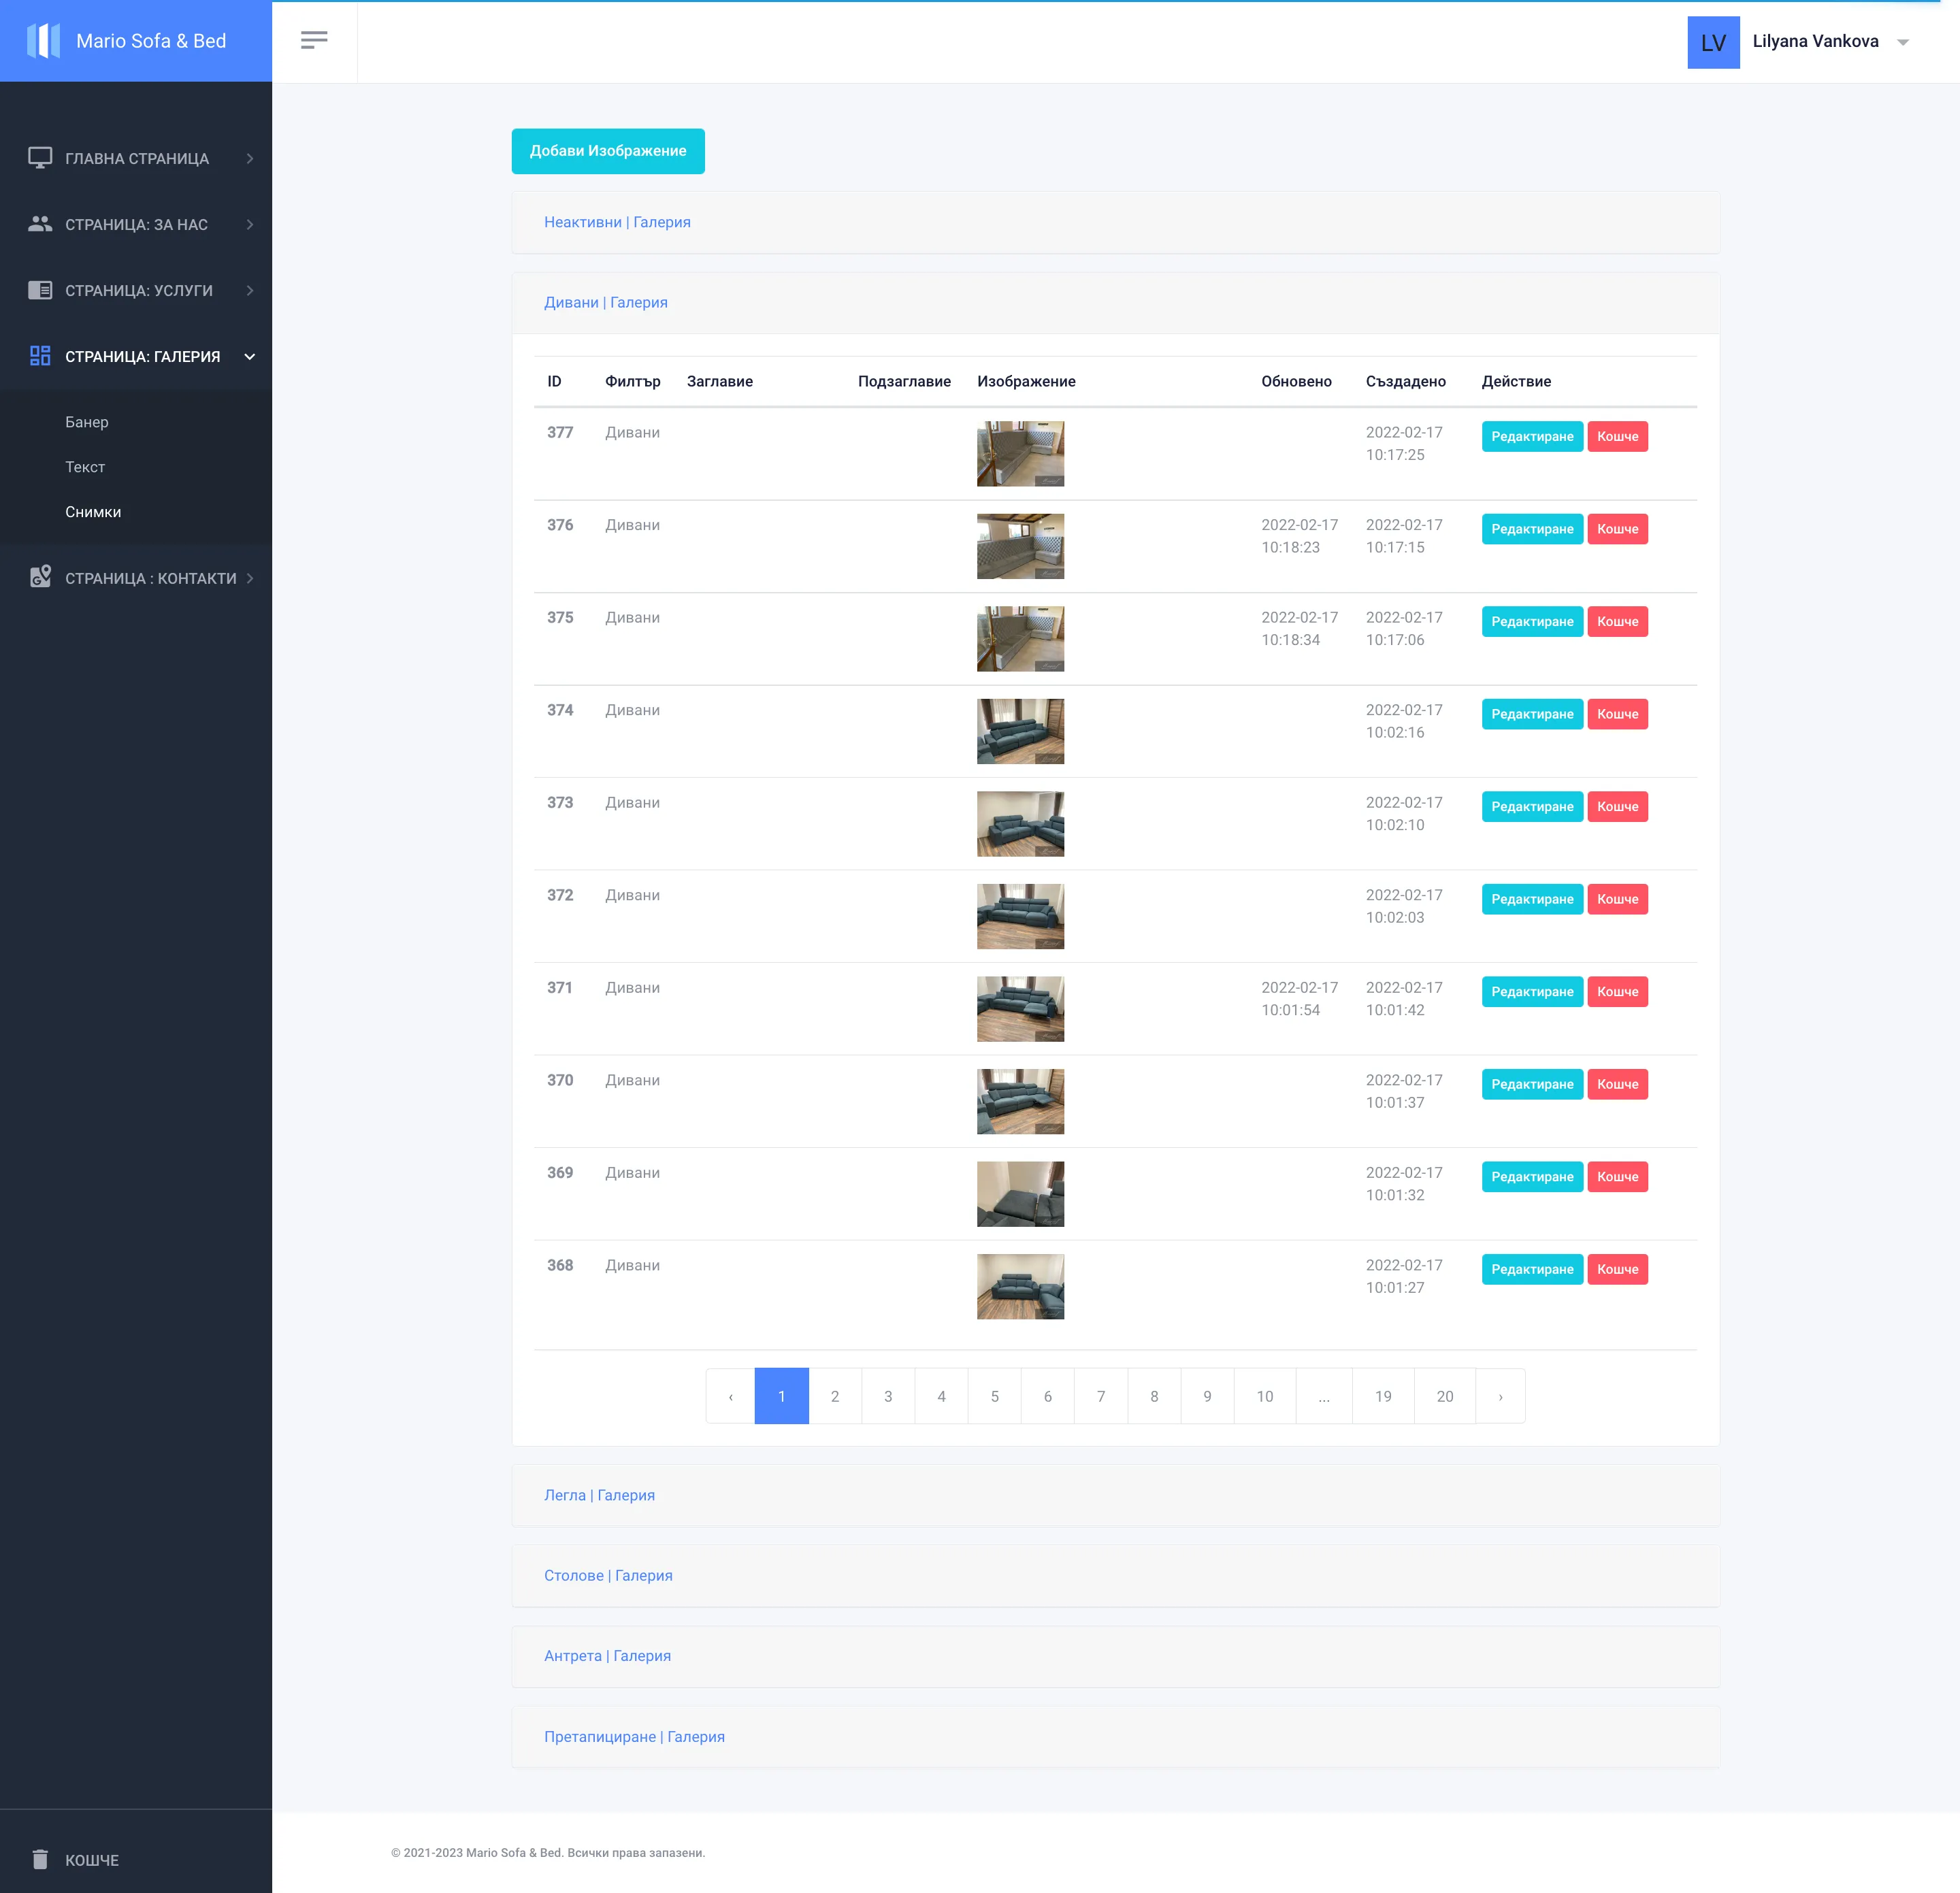 Mario Sofa & Bed
LV Lilyana Vankova
ГЛАВНА СТРАНИЦА
СТРАНИЦА: ЗА НАС
СТРАНИЦА: УСЛУГИ
СТРАНИЦА: ГАЛЕРИЯ
Банер
Текст
Снимки
СТРАНИЦА : КОНТАКТИ
КОШЧЕ
Добави Изображение
Неактивни | Галерия
Дивани | Галерия
ID Филтър Заглавие Подзаглавие Изображение Обновено Създадено Действие
377 Дивани 2022-02-17 Редактиране Кошче
10:17:25
376 Дивани 2022-02-17 2022-02-17 Редактиране Кошче
10:18:23 10:17:15
375 Дивани 2022-02-17 2022-02-17 Редактиране Кошче
10:18:34 10:17:06
374 Дивани 2022-02-17 Редактиране Кошче
10:02:16
373 Дивани 2022-02-17 Редактиране Кошче
10:02:10
372 Дивани 2022-02-17 Редактиране Кошче
10:02:03
371 Дивани 2022-02-17 2022-02-17 Редактиране Кошче
10:01:54 10:01:42
370 Дивани 2022-02-17 Редактиране Кошче
10:01:37
369 Дивани 2022-02-17 Редактиране Кошче
10:01:32
368 Дивани 2022-02-17 Редактиране Кошче
10:01:27
‹ 1 2 3 4 5 6 7 8 9 10 ... 19 20 ›
Легла | Галерия
Столове | Галерия
Антрета | Галерия
Претапициране | Галерия
© 2021-2023 Mario Sofa & Bed. Всички права запазени.